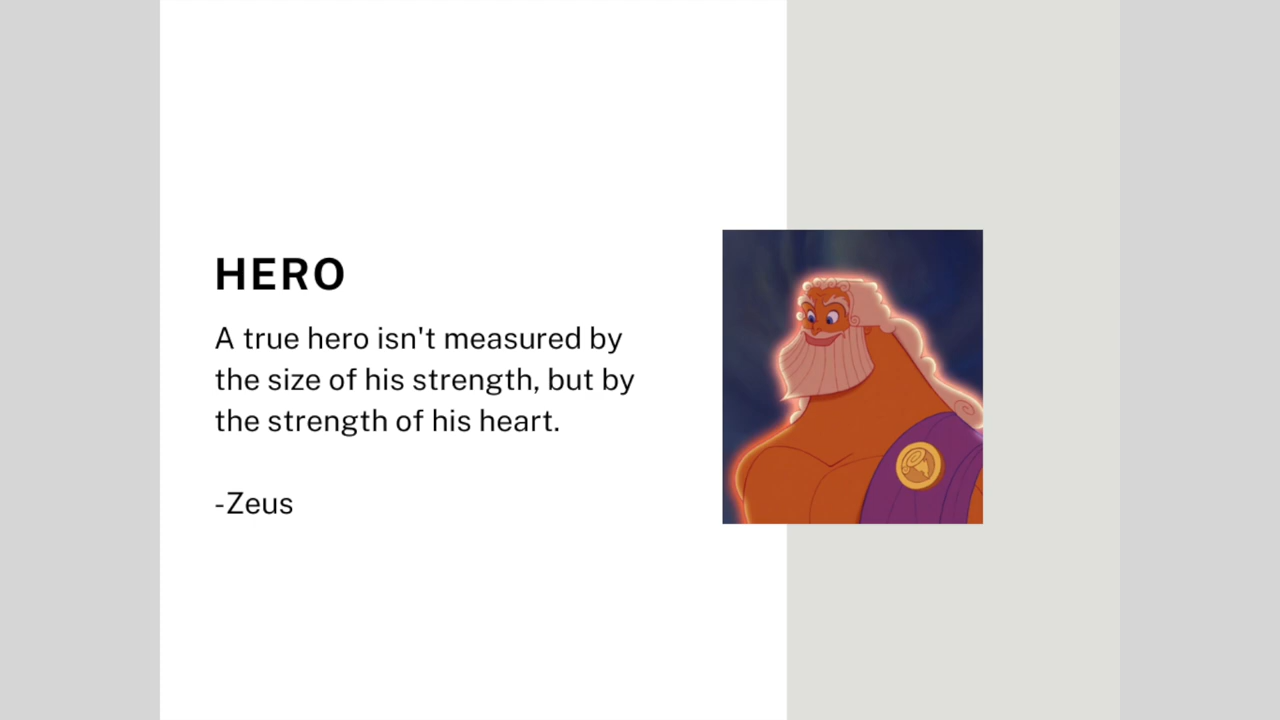 HERO
A true hero isn't measured by
the size of his strength, but by
the strength of his heart.
-Zeus